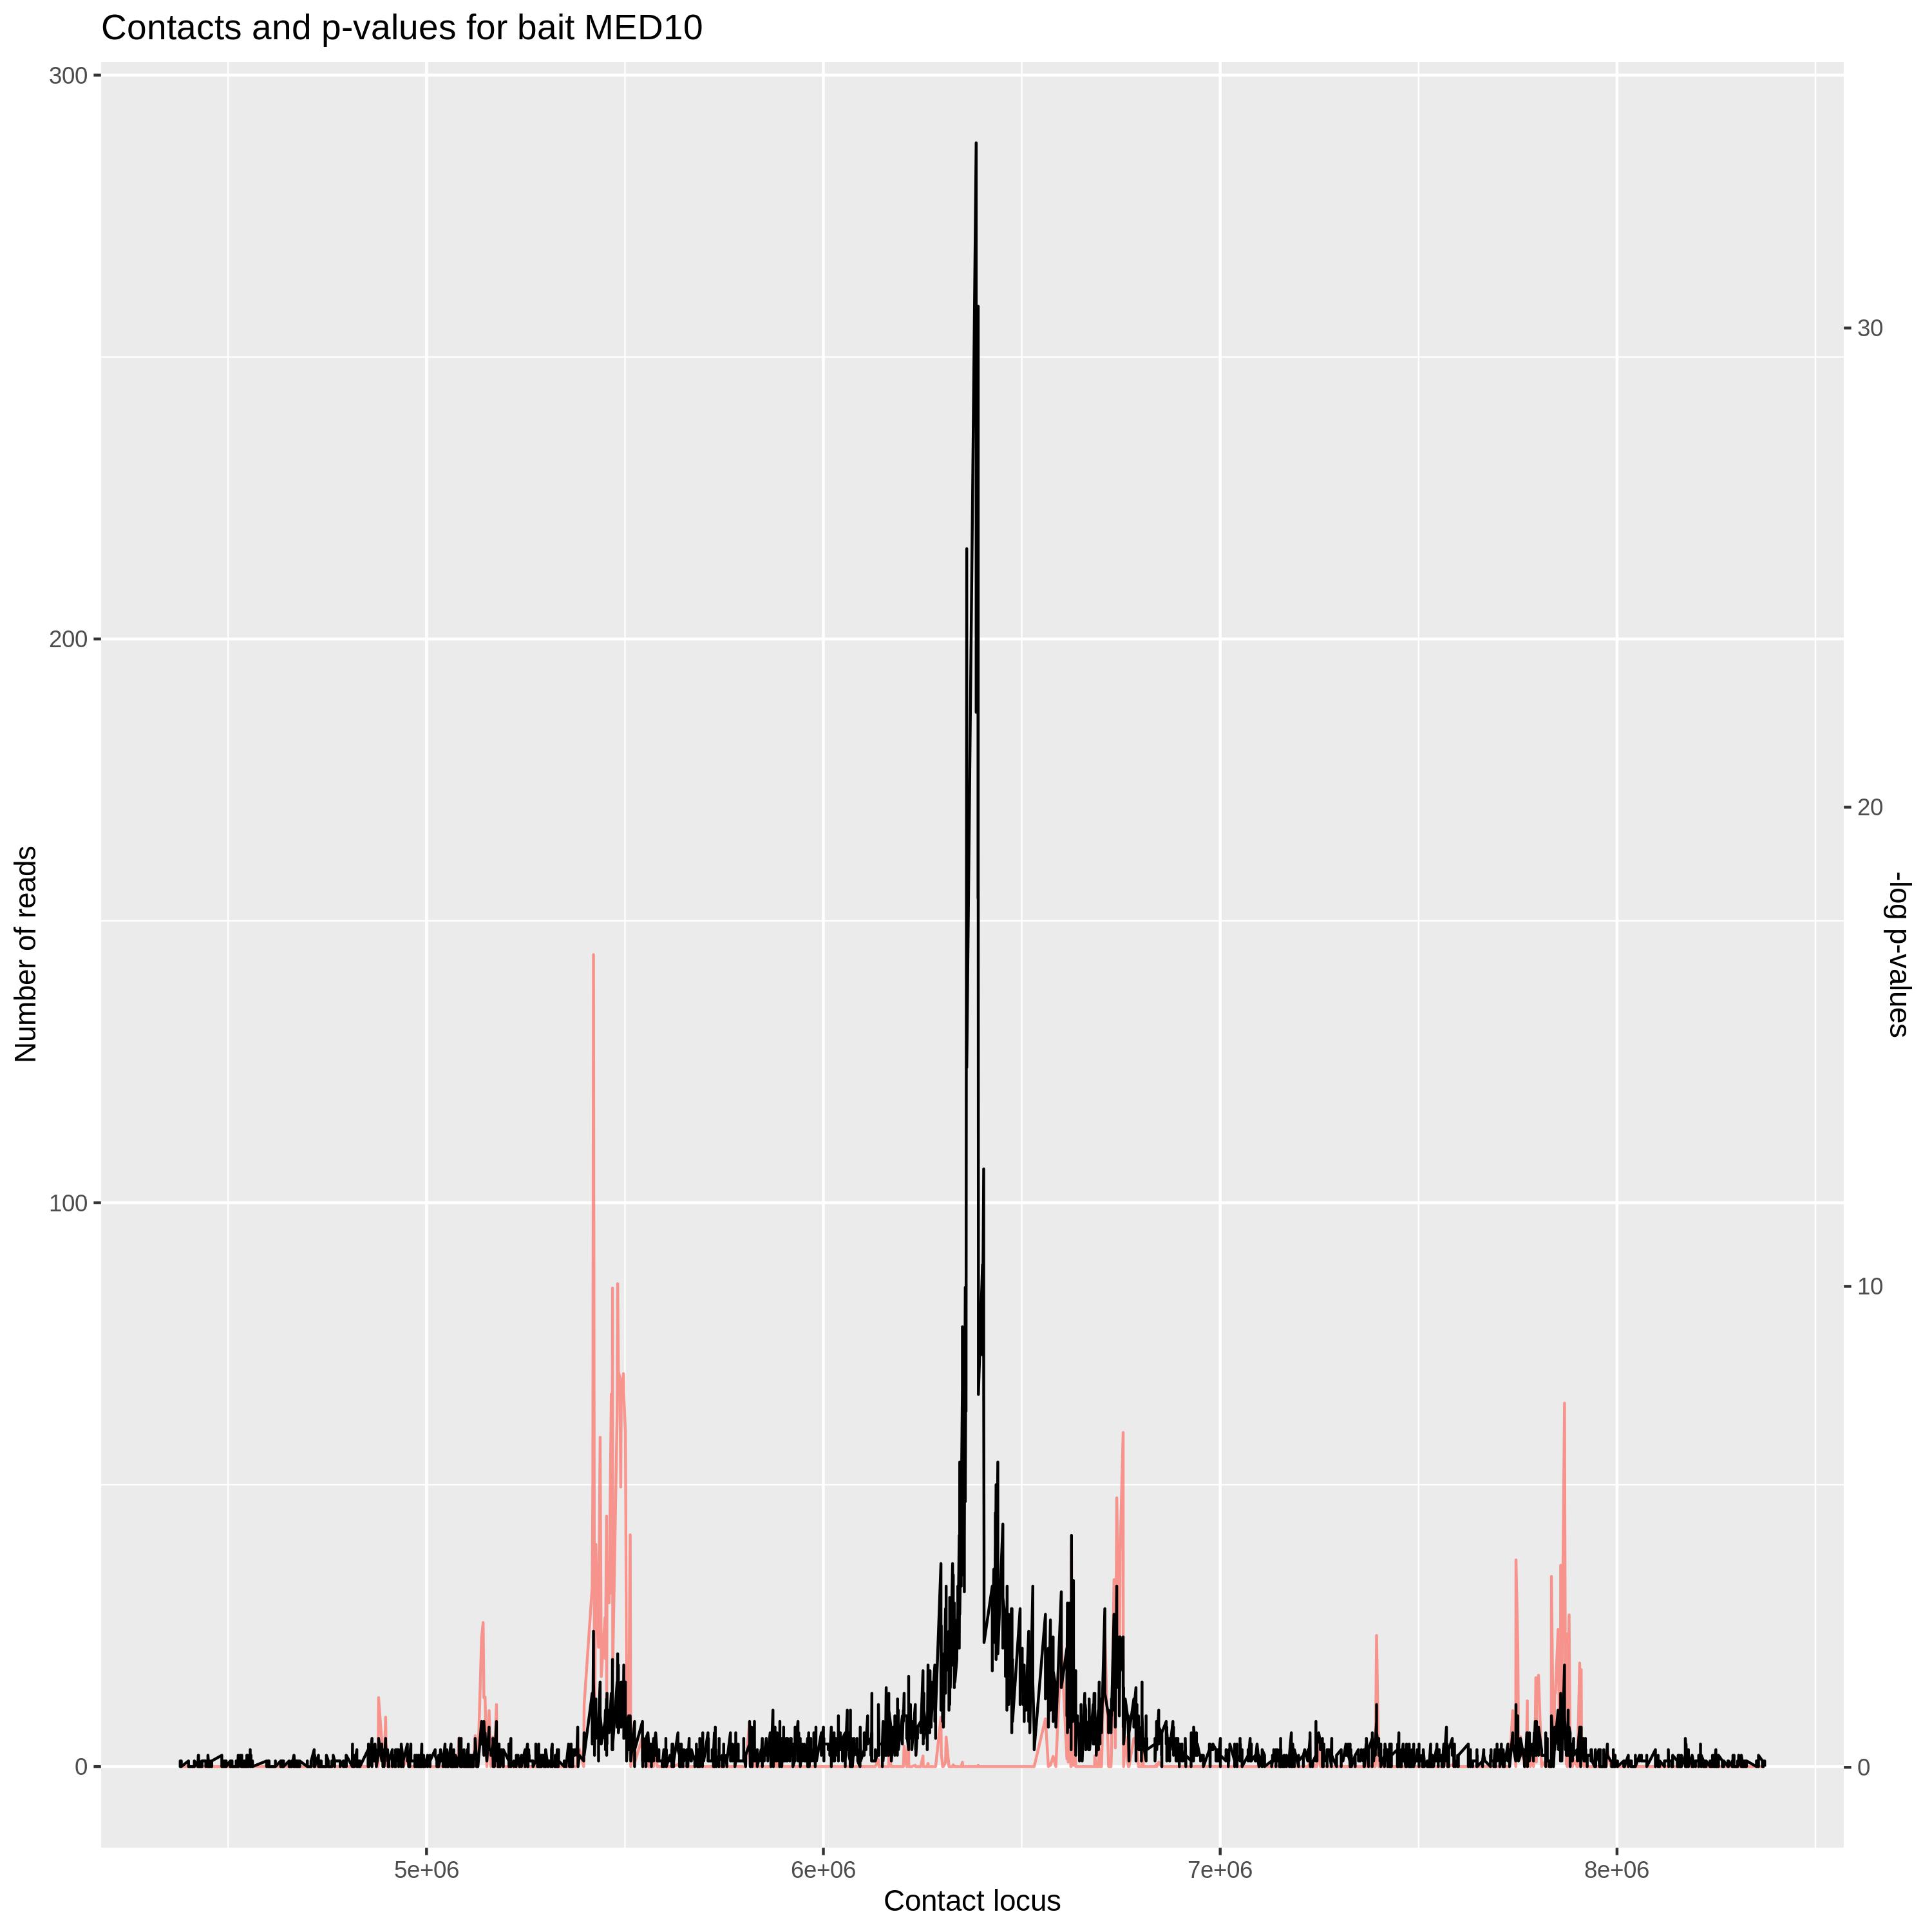 Contacts and p-values for bait MED10
300
200
100
0
Number of reads
30
20
10
0
-log p-values
5e+06
6e+06
7e+06
8e+06
Contact locus